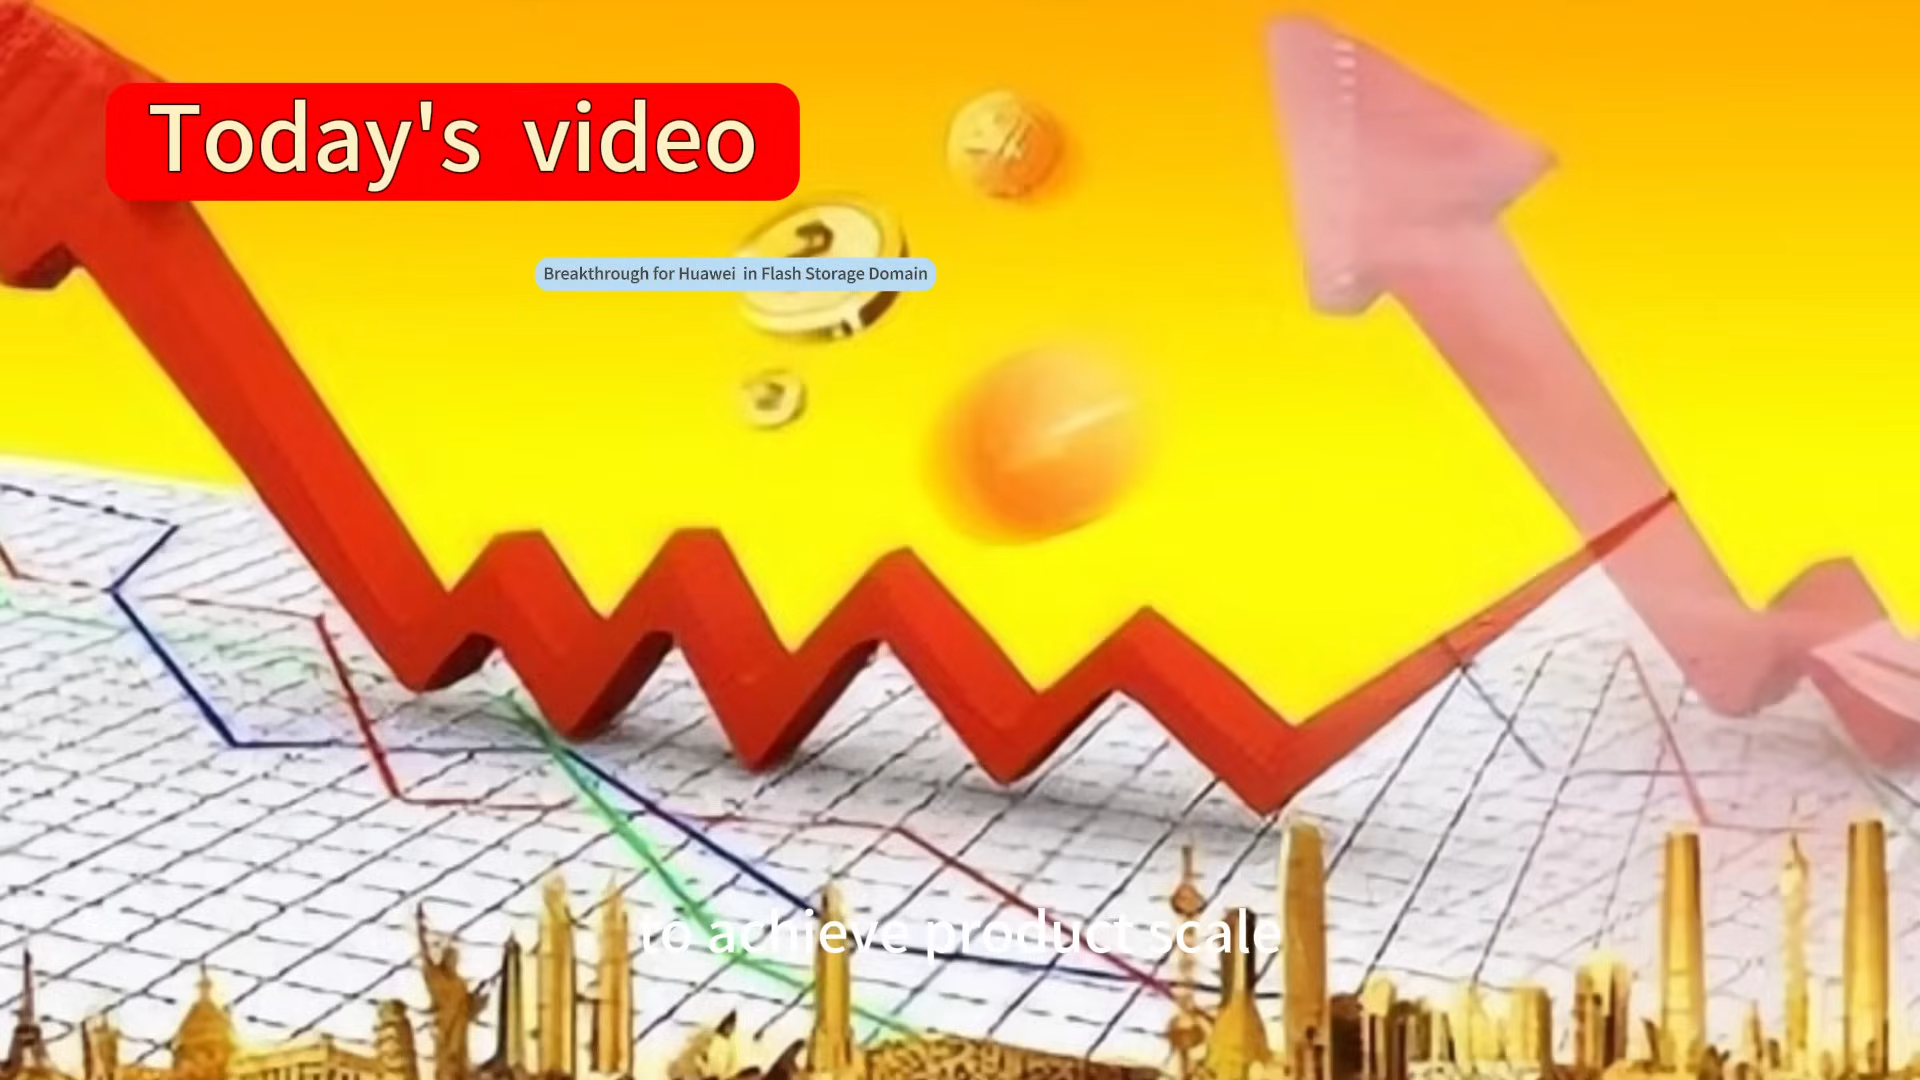 Today's video
Breakthrough for Huawei in Flash Storage Domain
to achieve product scale